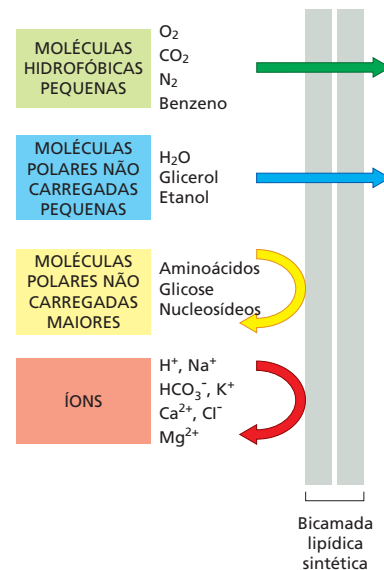 MOLÉCULAS
HIDROFÓBICAS
PEQUENAS
O₂
CO₂
N₂
Benzeno
MOLÉCULAS
POLARES NÃO
CARREGADAS
PEQUENAS
H₂O
Glicerol
Etanol
MOLÉCULAS
POLARES NÃO
CARREGADAS
MAIORES
Aminoácidos
Glicose
Nucleosídeos
ÍONS
H⁺, Na⁺
HCO₃⁻, K⁺
Ca²⁺, Cl⁻
Mg²⁺
Bicamada
lipídica
sintética